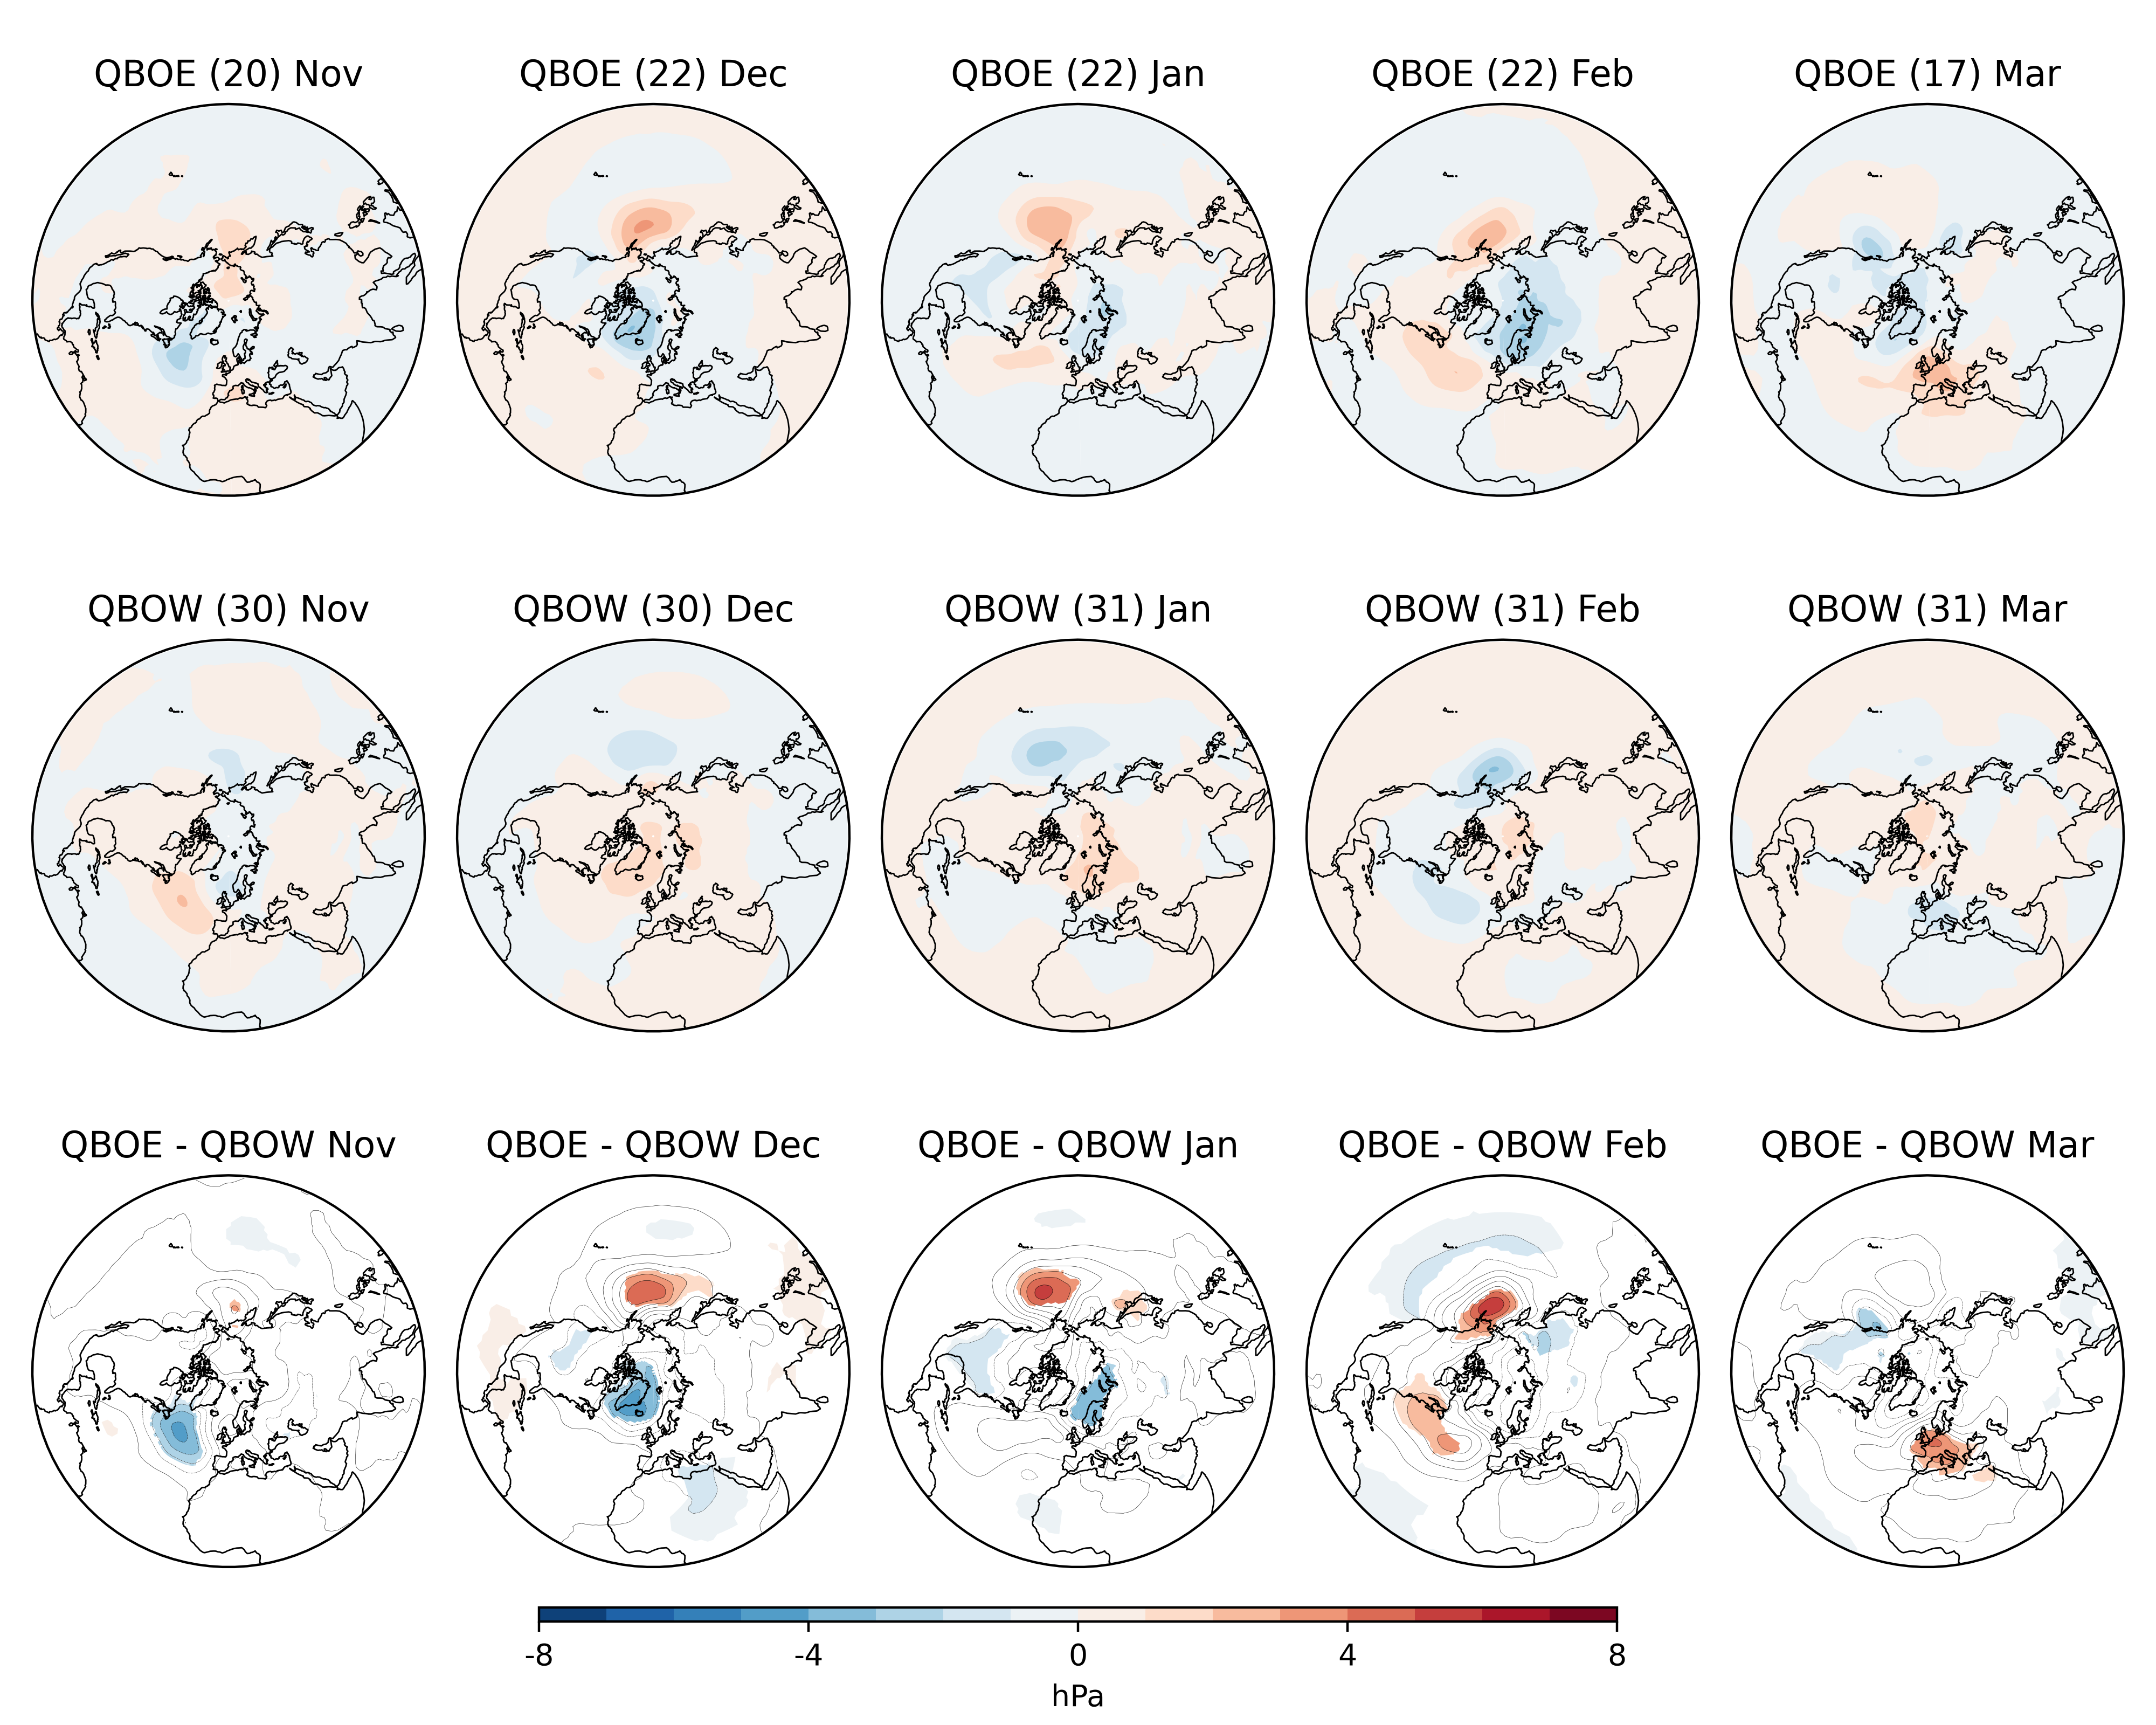 QBOE (20) Nov
QBOE (22) Dec
QBOE (22) Jan
QBOE (22) Feb
QBOE (17) Mar
QBOW (30) Nov
QBOW (30) Dec
QBOW (31) Jan
QBOW (31) Feb
QBOW (31) Mar
QBOE - QBOW Nov
QBOE - QBOW Dec
QBOE - QBOW Jan
QBOE - QBOW Feb
QBOE - QBOW Mar
-8 -4 0 4 8
hPa